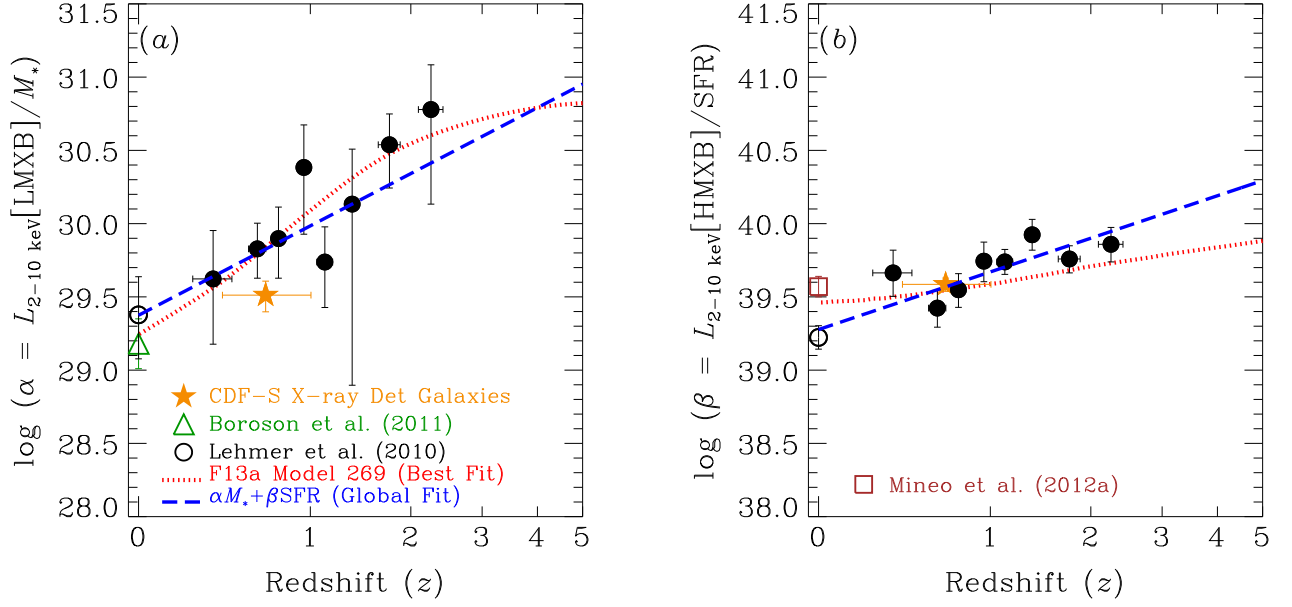 (a)
log (α = L2−10 keV[LMXB]/M*)
31.5
31.0
30.5
30.0
29.5
29.0
28.5
28.0
CDF−S X−ray Det Galaxies
Boroson et al. (2011)
Lehmer et al. (2010)
F13a Model 269 (Best Fit)
αM*+βSFR (Global Fit)
0 1 2 3 4 5
Redshift (z)
(b)
log (β = L2−10 keV[HMXB]/SFR)
41.5
41.0
40.5
40.0
39.5
39.0
38.5
38.0
Mineo et al. (2012a)
0 1 2 3 4 5
Redshift (z)